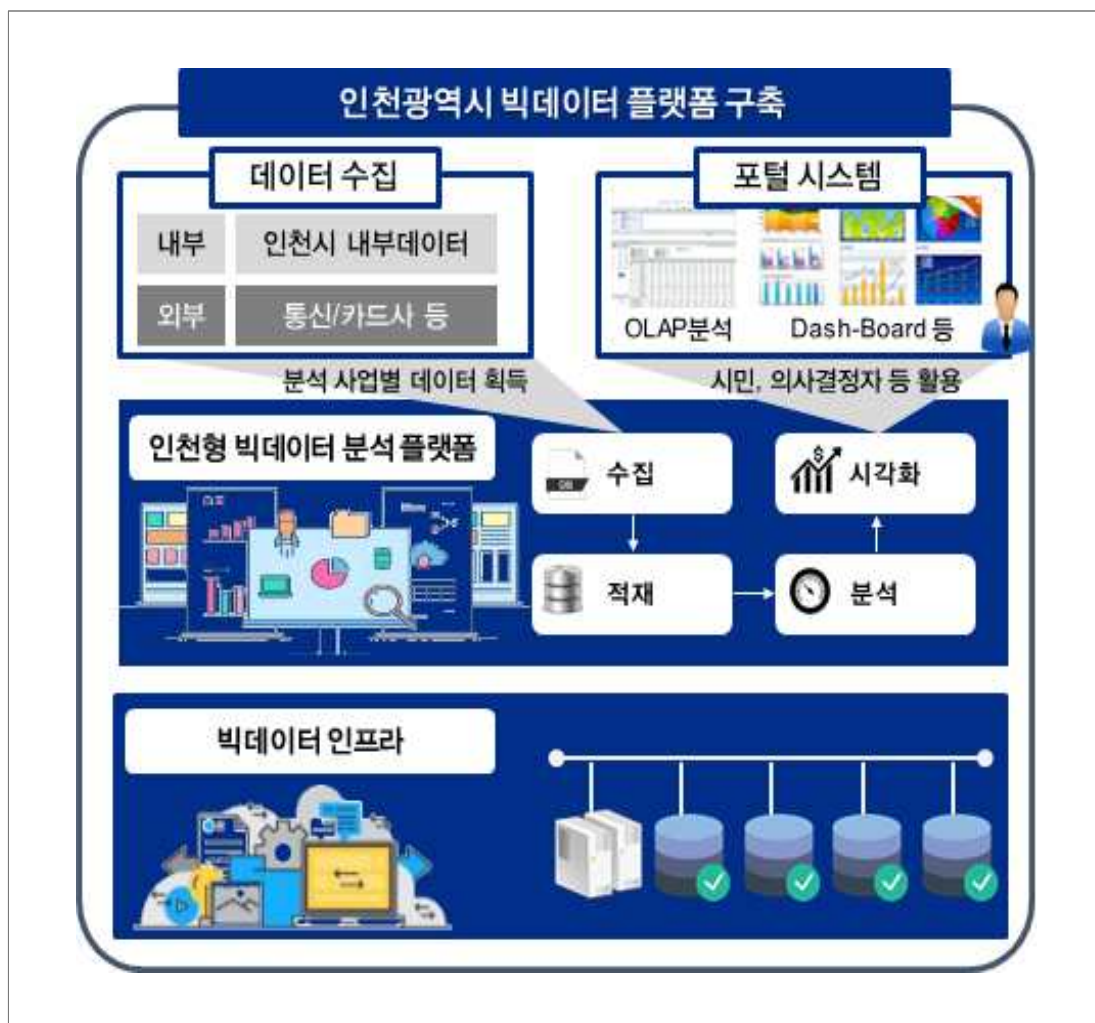 인천광역시 빅데이터 플랫폼 구축
데이터 수집
내부 인천시 내부데이터
외부 통신/카드사 등
포털 시스템
OLAP분석 Dash-Board 등
분석 사업별 데이터 획득
시민, 의사결정자 등 활용
인천형 빅데이터 분석 플랫폼
수집
시각화
적재
분석
빅데이터 인프라